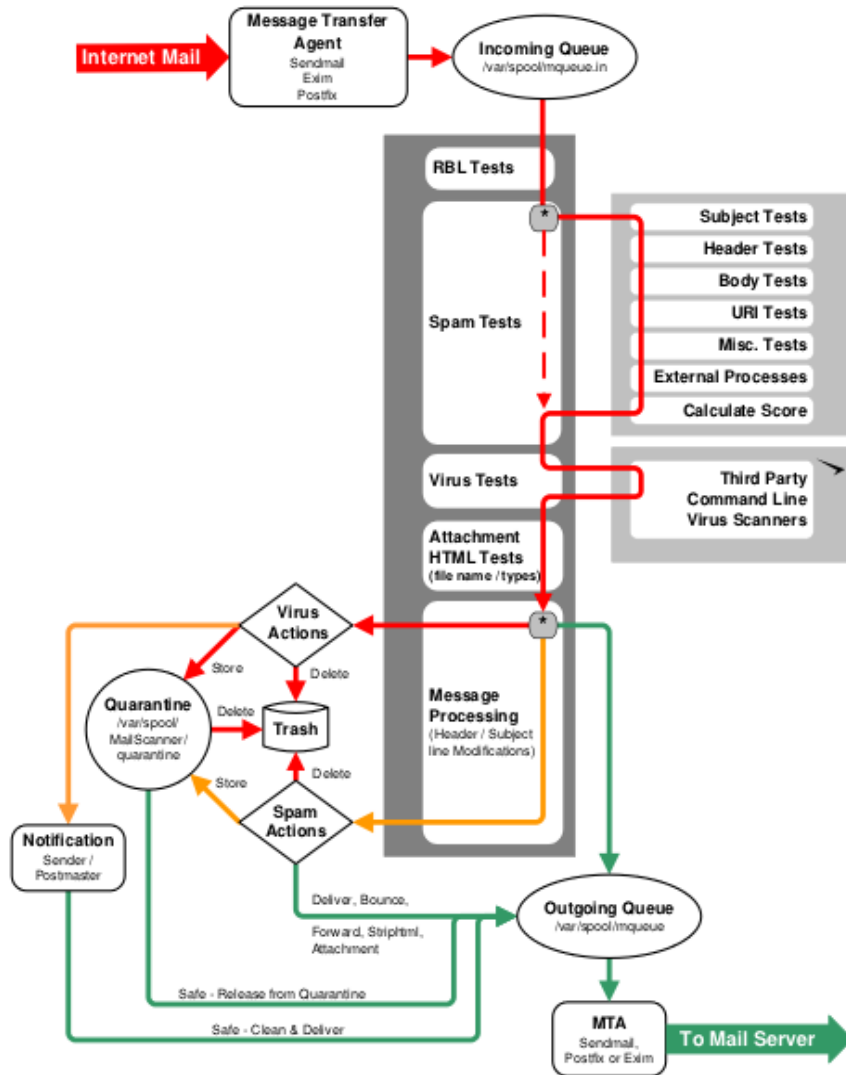 Internet Mail
Message Transfer
Agent
Sendmail
Exim
Postfix
Incoming Queue
/var/spool/mqueue.in
RBL Tests
*
Spam Tests
Subject Tests
Header Tests
Body Tests
URI Tests
Misc. Tests
External Processes
Calculate Score
Virus Tests
Third Party
Command Line
Virus Scanners
Attachment
HTML Tests
(file name / types)
*
Message
Processing
(Header / Subject
line Modifications)
Virus
Actions
Store
Delete
Quarantine
/var/spool/
MailScanner/
quarantine
Delete
Trash
Delete
Store
Spam
Actions
Notification
Sender /
Postmaster
Deliver, Bounce,
Forward, StripHtml,
Attachment
Outgoing Queue
/var/spool/mqueue
Safe - Release from Quarantine
Safe - Clean & Deliver
MTA
Sendmail,
Postfix or Exim
To Mail Server